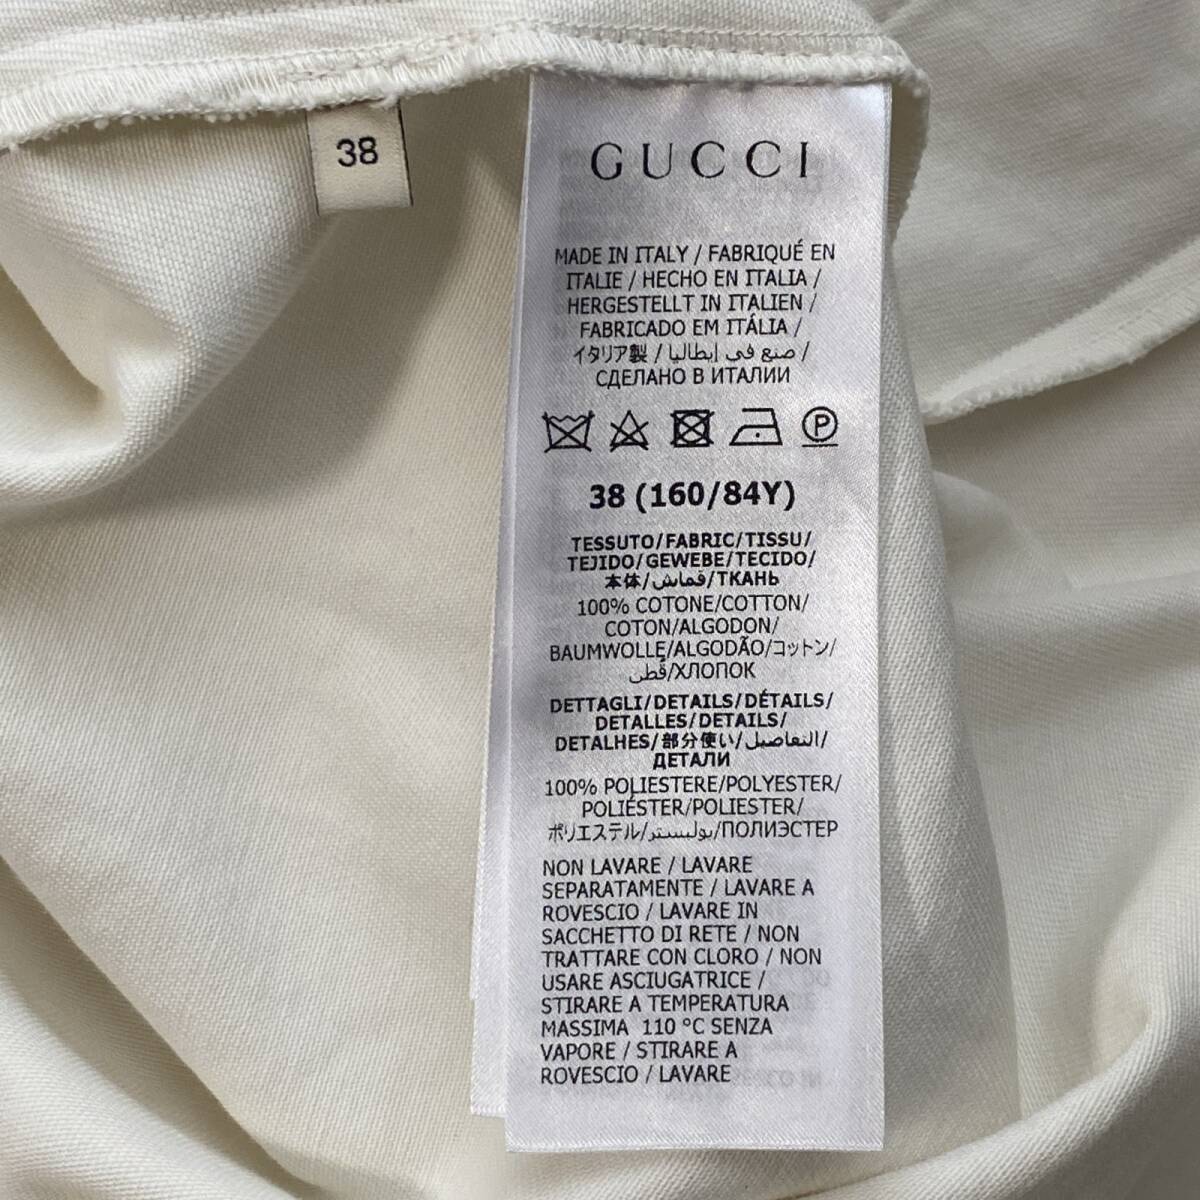 38
GUCCI
MADE IN ITALY / FABRIQUÉ EN
ITALIE / HECHO EN ITALIA /
HERGESTELLT IN ITALIEN /
FABRICADO EM ITÁLIA /
イタリア製 / صنع في إيطاليا /
СДЕЛАНО В ИТАЛИИ
P
38 (160/84Y)
TESSUTO/FABRIC/TISSU/
TEJIDO/GEWEBE/TECIDO/
本体/قماش/ТКАНЬ
100% COTONE/COTTON/
COTON/ALGODON/
BAUMWOLLE/ALGODÃO/コットン/
قطن/ХЛОПОК
DETTAGLI/DETAILS/DÉTAILS/
DETALLES/DETAILS/
DETALHES/部分使い/التفاصيل/
ДЕТАЛИ
100% POLIESTERE/POLYESTER/
POLIÉSTER/POLIESTER/
ポリエステル/بوليستر/ПОЛИЭСТЕР
NON LAVARE / LAVARE
SEPARATAMENTE / LAVARE A
ROVESCIO / LAVARE IN
SACCHETTO DI RETE / NON
TRATTARE CON CLORO / NON
USARE ASCIUGATRICE /
STIRARE A TEMPERATURA
MASSIMA 110 °C SENZA
VAPORE / STIRARE A
ROVESCIO / LAVARE